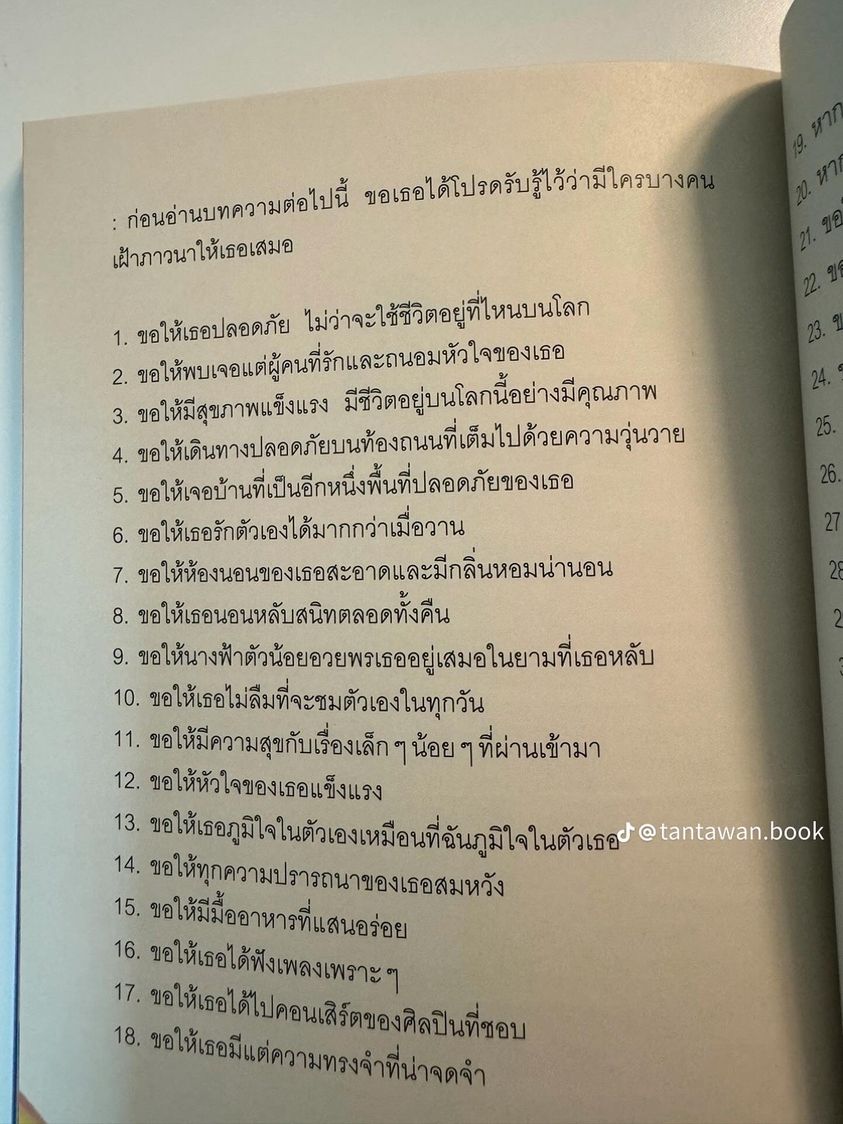 : ก่อนอ่านบทความต่อไปนี้ ขอเธอได้โปรดรับรู้ไว้ว่ามีใครบางคน
เฝ้าภาวนาให้เธอเสมอ
1. ขอให้เธอปลอดภัย ไม่ว่าจะใช้ชีวิตอยู่ที่ไหนบนโลก
2. ขอให้พบเจอแต่ผู้คนที่รักและถนอมหัวใจของเธอ
3. ขอให้มีสุขภาพแข็งแรง มีชีวิตอยู่บนโลกนี้อย่างมีคุณภาพ
4. ขอให้เดินทางปลอดภัยบนท้องถนนที่เต็มไปด้วยความวุ่นวาย
5. ขอให้เจอบ้านที่เป็นอีกหนึ่งพื้นที่ปลอดภัยของเธอ
6. ขอให้เธอรักตัวเองได้มากกว่าเมื่อวาน
7. ขอให้ห้องนอนของเธอสะอาดและมีกลิ่นหอมน่านอน
8. ขอให้เธอนอนหลับสนิทตลอดทั้งคืน
9. ขอให้นางฟ้าตัวน้อยอวยพรเธออยู่เสมอในยามที่เธอหลับ
10. ขอให้เธอไม่ลืมที่จะชมตัวเองในทุกวัน
11. ขอให้มีความสุขกับเรื่องเล็ก ๆ น้อย ๆ ที่ผ่านเข้ามา
12. ขอให้หัวใจของเธอแข็งแรง
13. ขอให้เธอภูมิใจในตัวเองเหมือนที่ฉันภูมิใจในตัวเธอ
14. ขอให้ทุกความปรารถนาของเธอสมหวัง
15. ขอให้มีมื้ออาหารที่แสนอร่อย
16. ขอให้เธอได้ฟังเพลงเพราะ ๆ
17. ขอให้เธอได้ไปคอนเสิร์ตของศิลปินที่ชอบ
18. ขอให้เธอมีแต่ความทรงจำที่น่าจดจำ
@tantawan.book
19. หาก
20. หาก
21. ขอ
22. ขอ
23. ข
24.
25.
26.
27
28